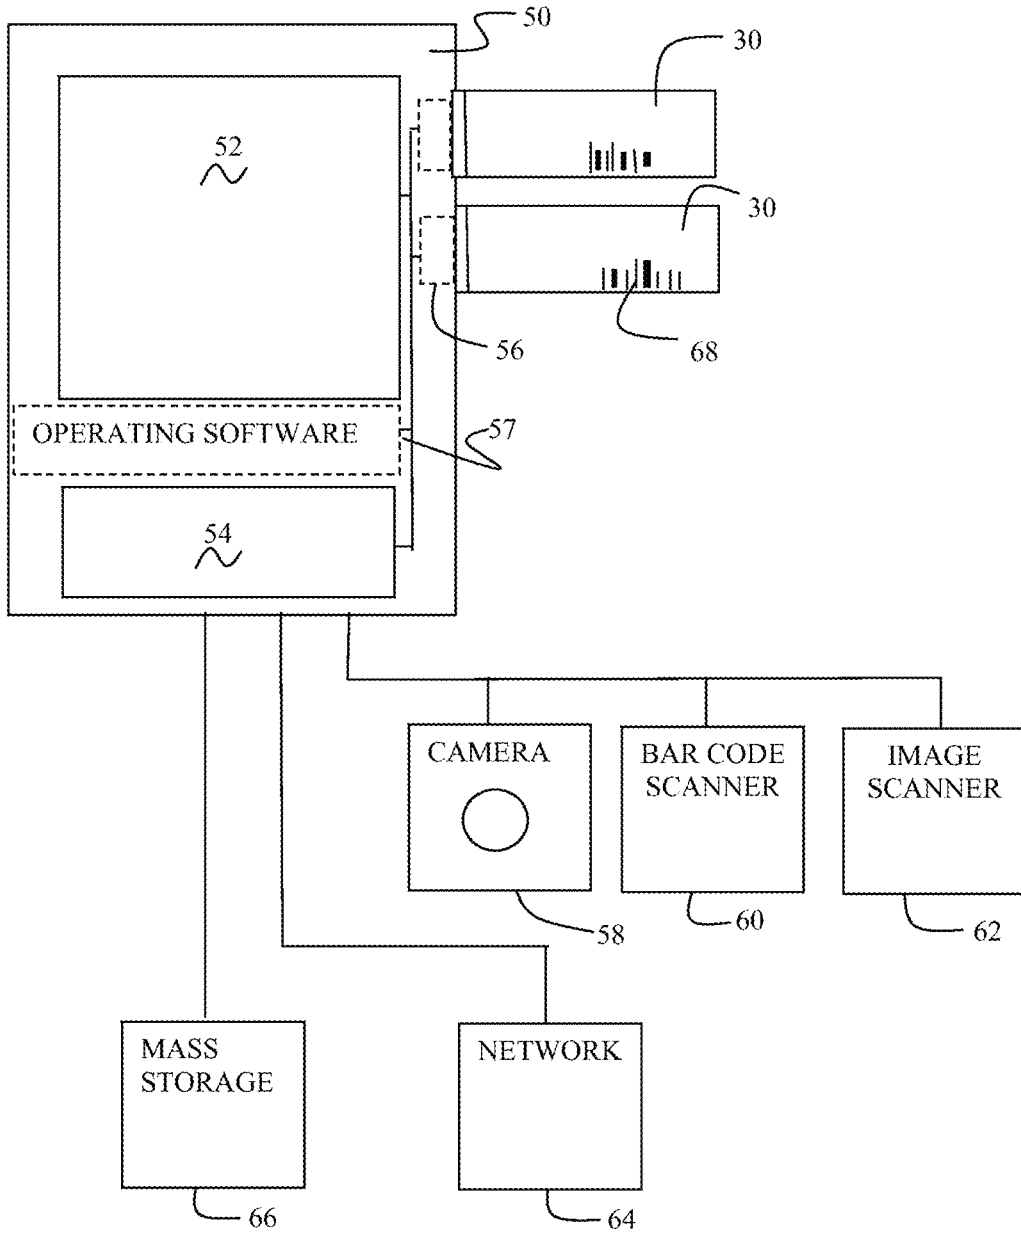 50
30
52
30
56
68
OPERATING SOFTWARE
57
54
CAMERA
BAR CODE
SCANNER
IMAGE
SCANNER
58
60
62
MASS
STORAGE
NETWORK
66
64